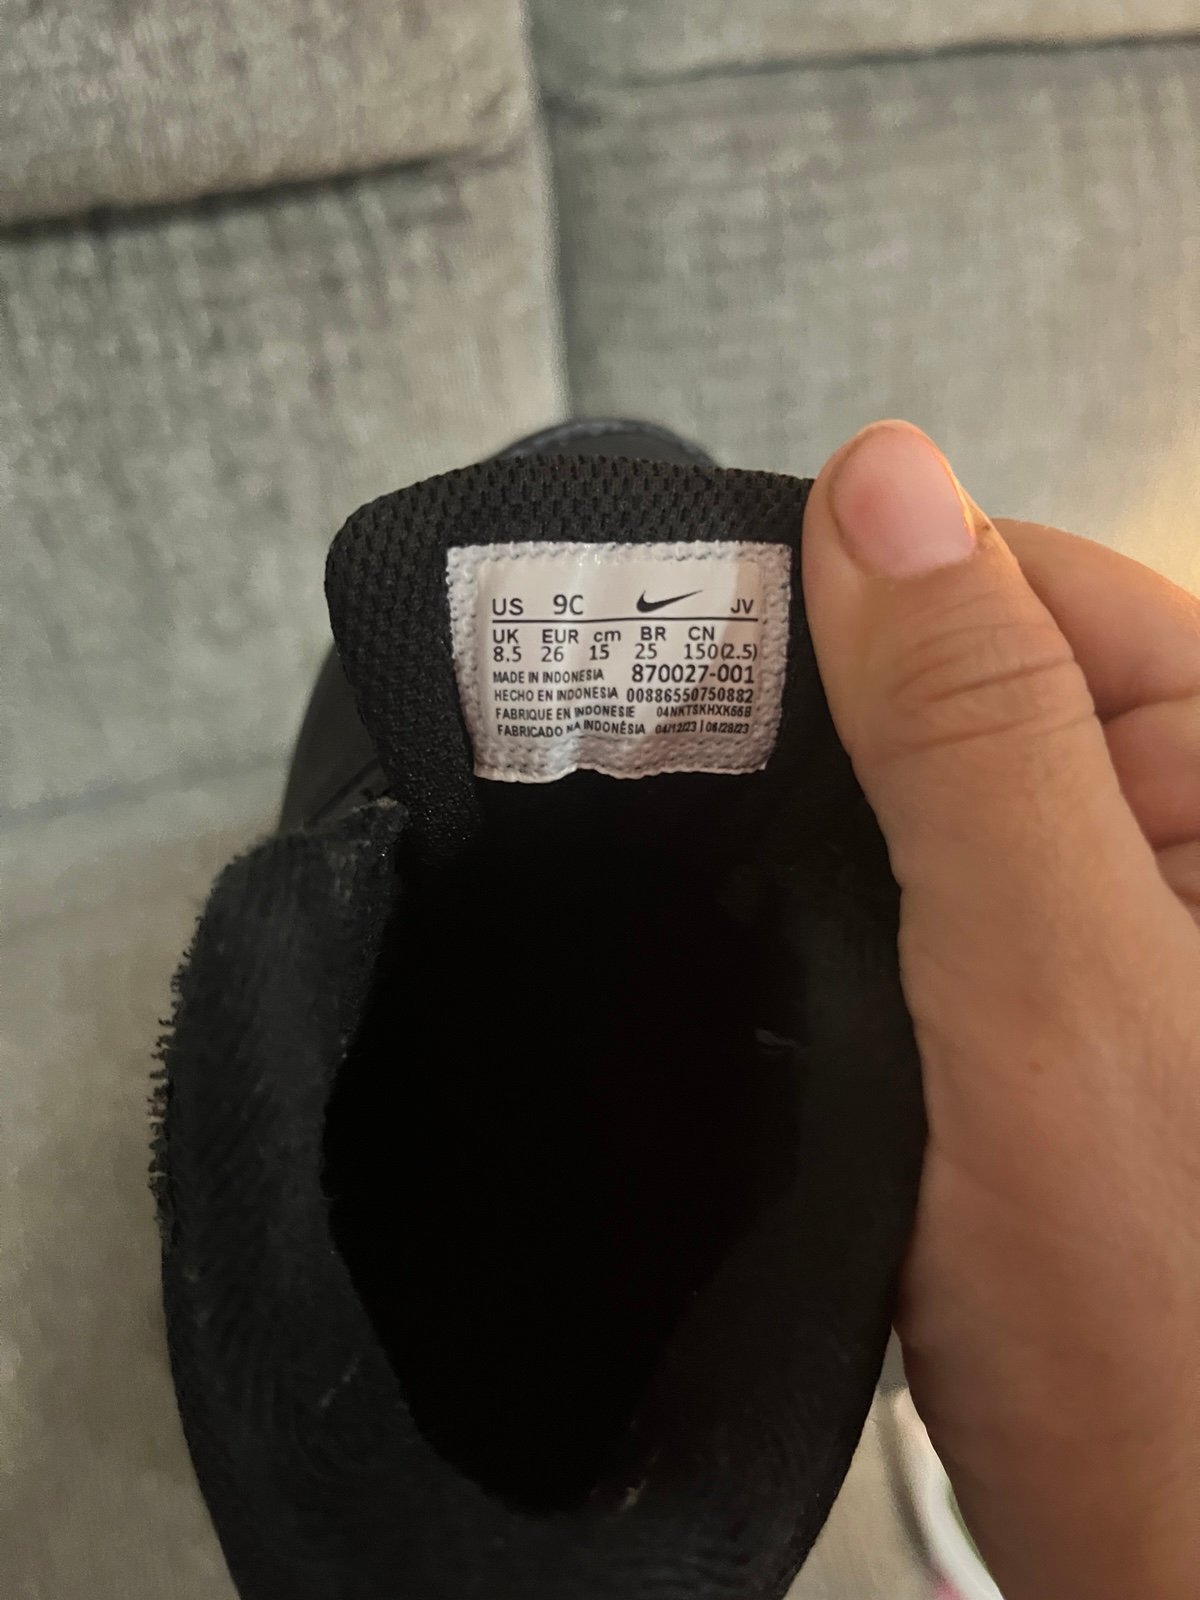 US 9C JV
UK EUR cm BR CN
8.5 26 15 25 150(2.5)
MADE IN INDONESIA 870027-001
HECHO EN INDONESIA 00886550750882
FABRIQUE EN INDONESIE 04NKTSKHXK56B
FABRICADO NA INDONÉSIA 04/12/23 | 06/28/23